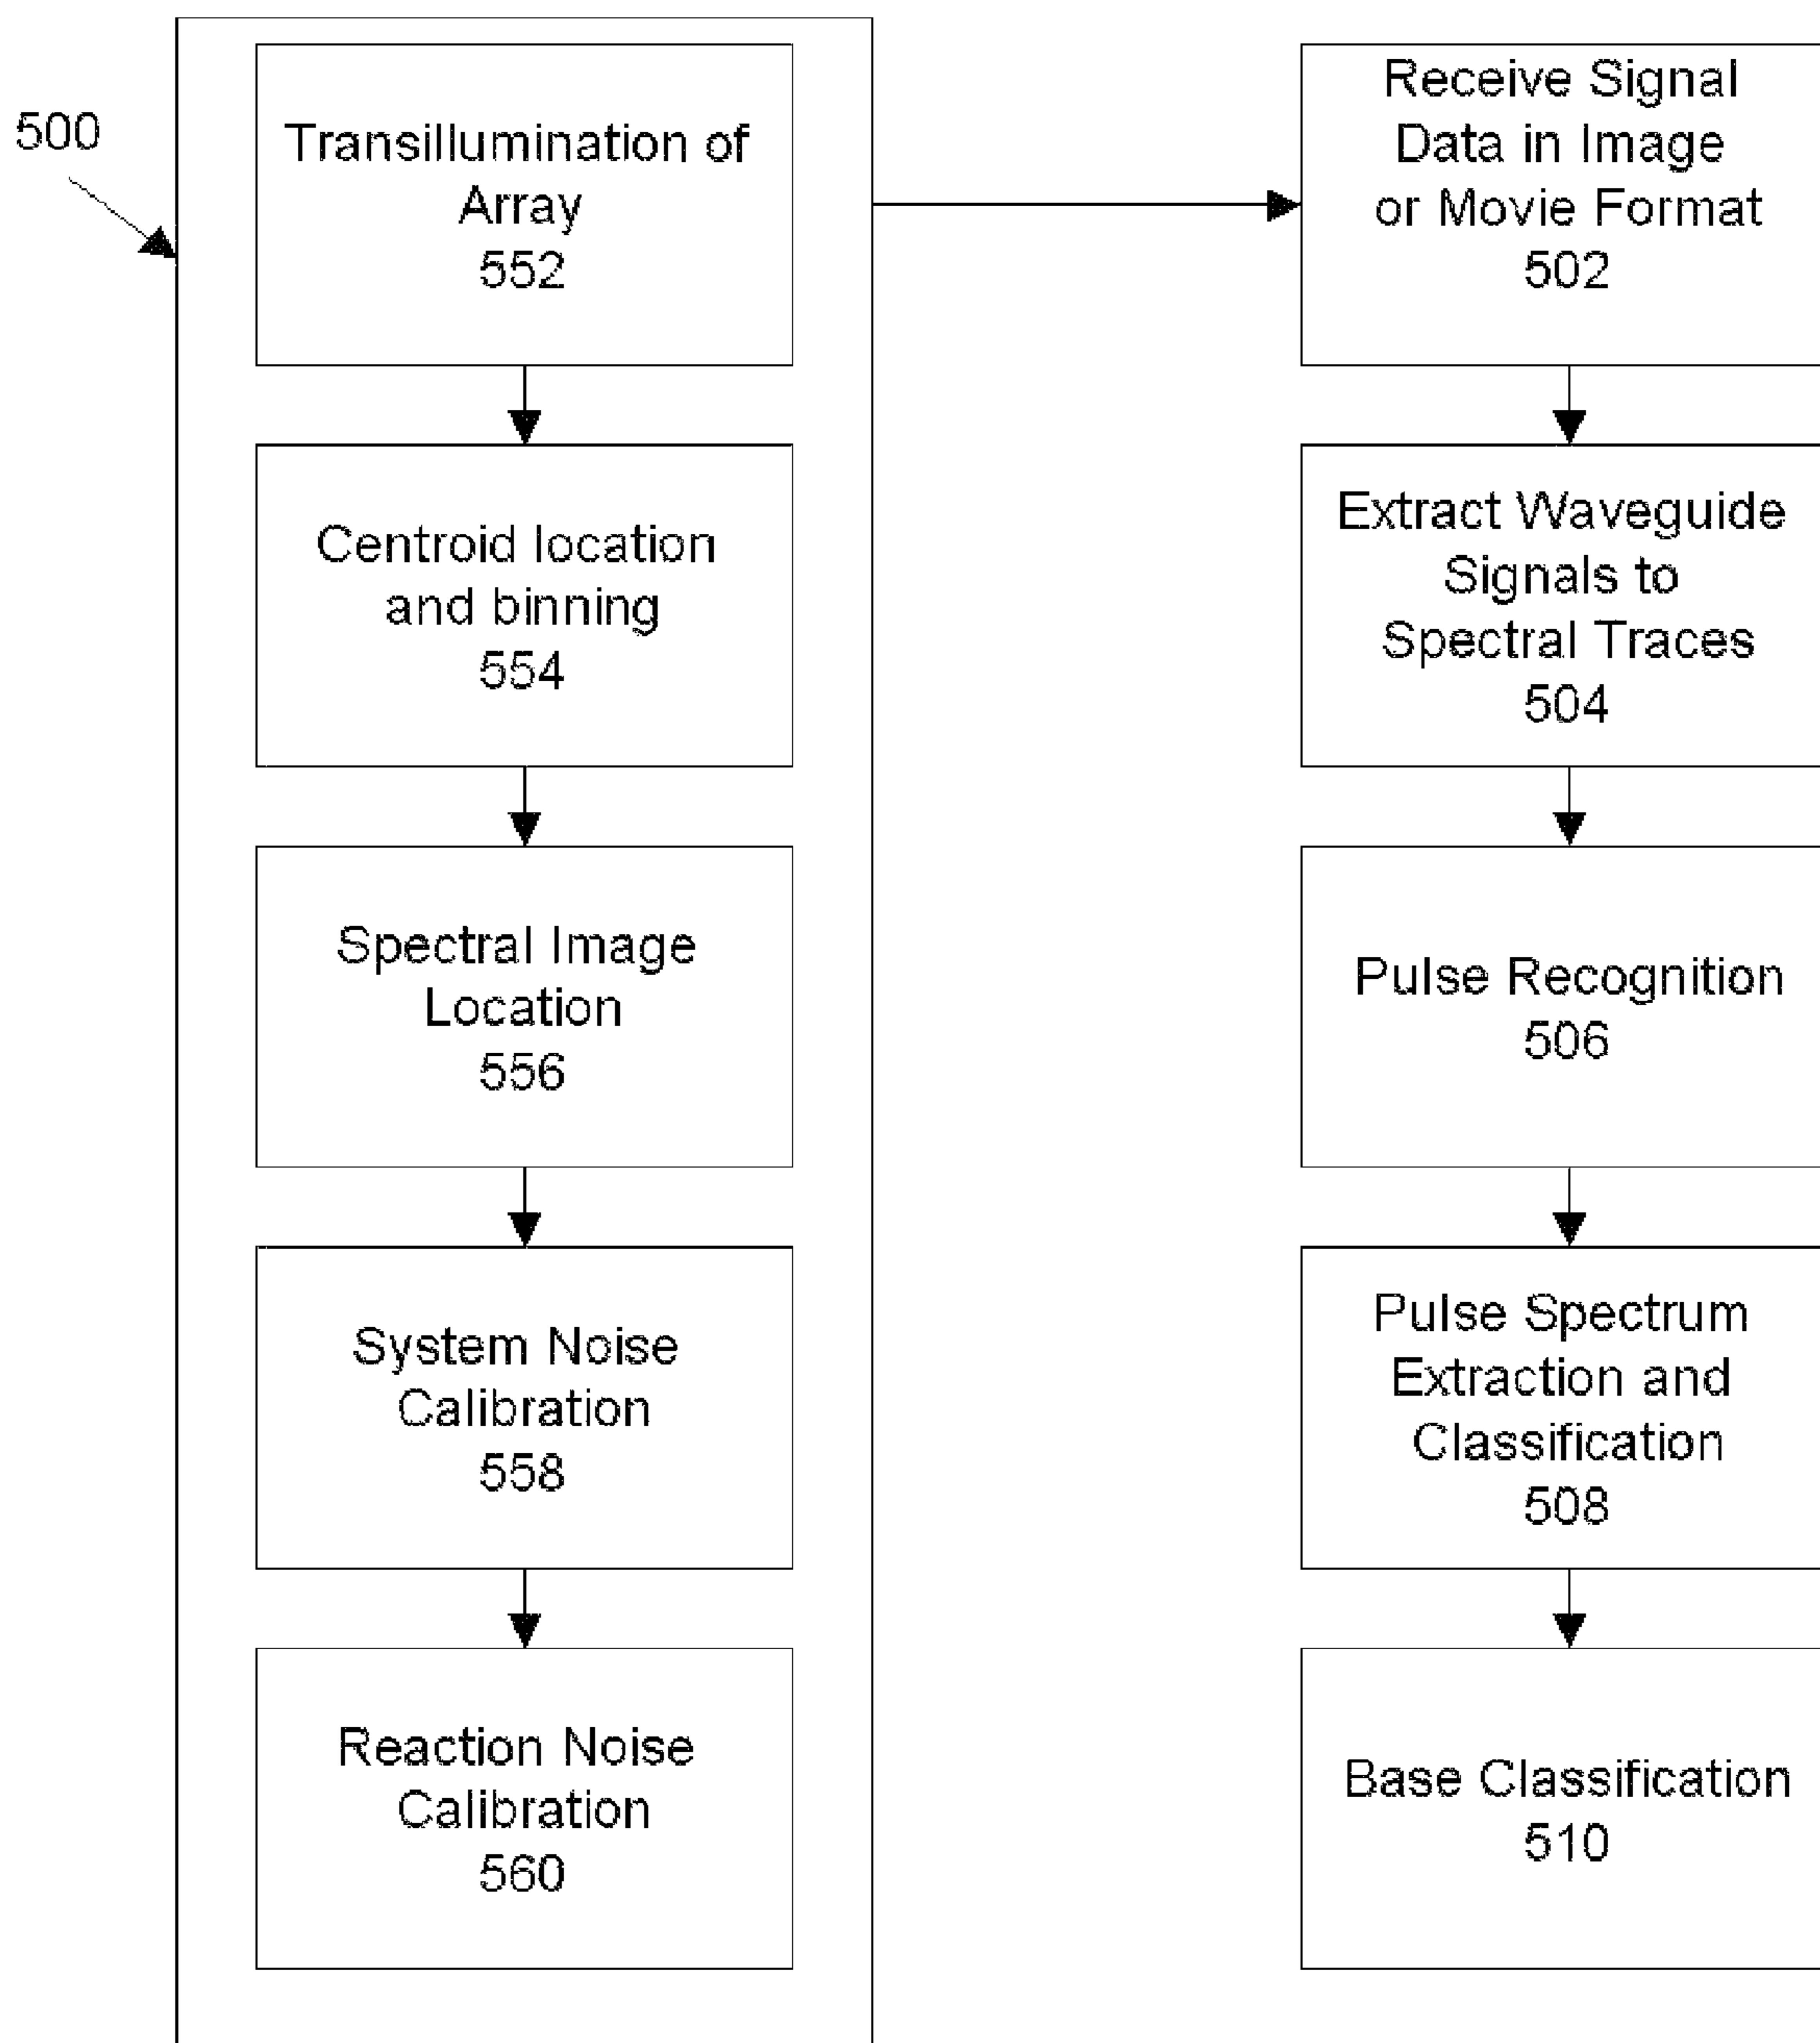 500
Transillumination of
Array
552
Centroid location
and binning
554
Spectral Image
Location
556
System Noise
Calibration
558
Reaction Noise
Calibration
560
Receive Signal
Data in Image
or Movie Format
502
Extract Waveguide
Signals to
Spectral Traces
504
Pulse Recognition
506
Pulse Spectrum
Extraction and
Classification
508
Base Classification
510